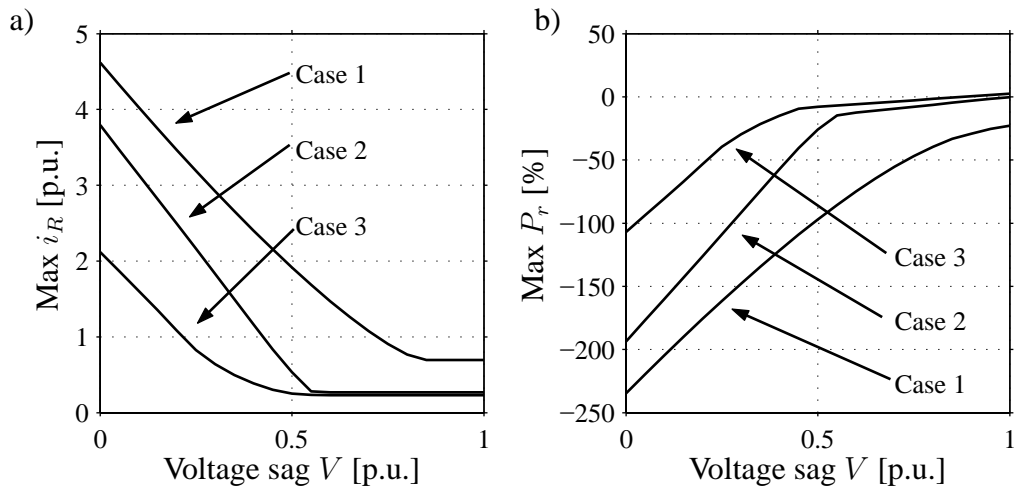 a)
Max i_R [p.u.]
5
4
3
2
1
0
0
0.5
1
Voltage sag V [p.u.]
Case 1
Case 2
Case 3
b)
Max P_r [%]
50
0
−50
−100
−150
−200
−250
0
0.5
1
Voltage sag V [p.u.]
Case 3
Case 2
Case 1